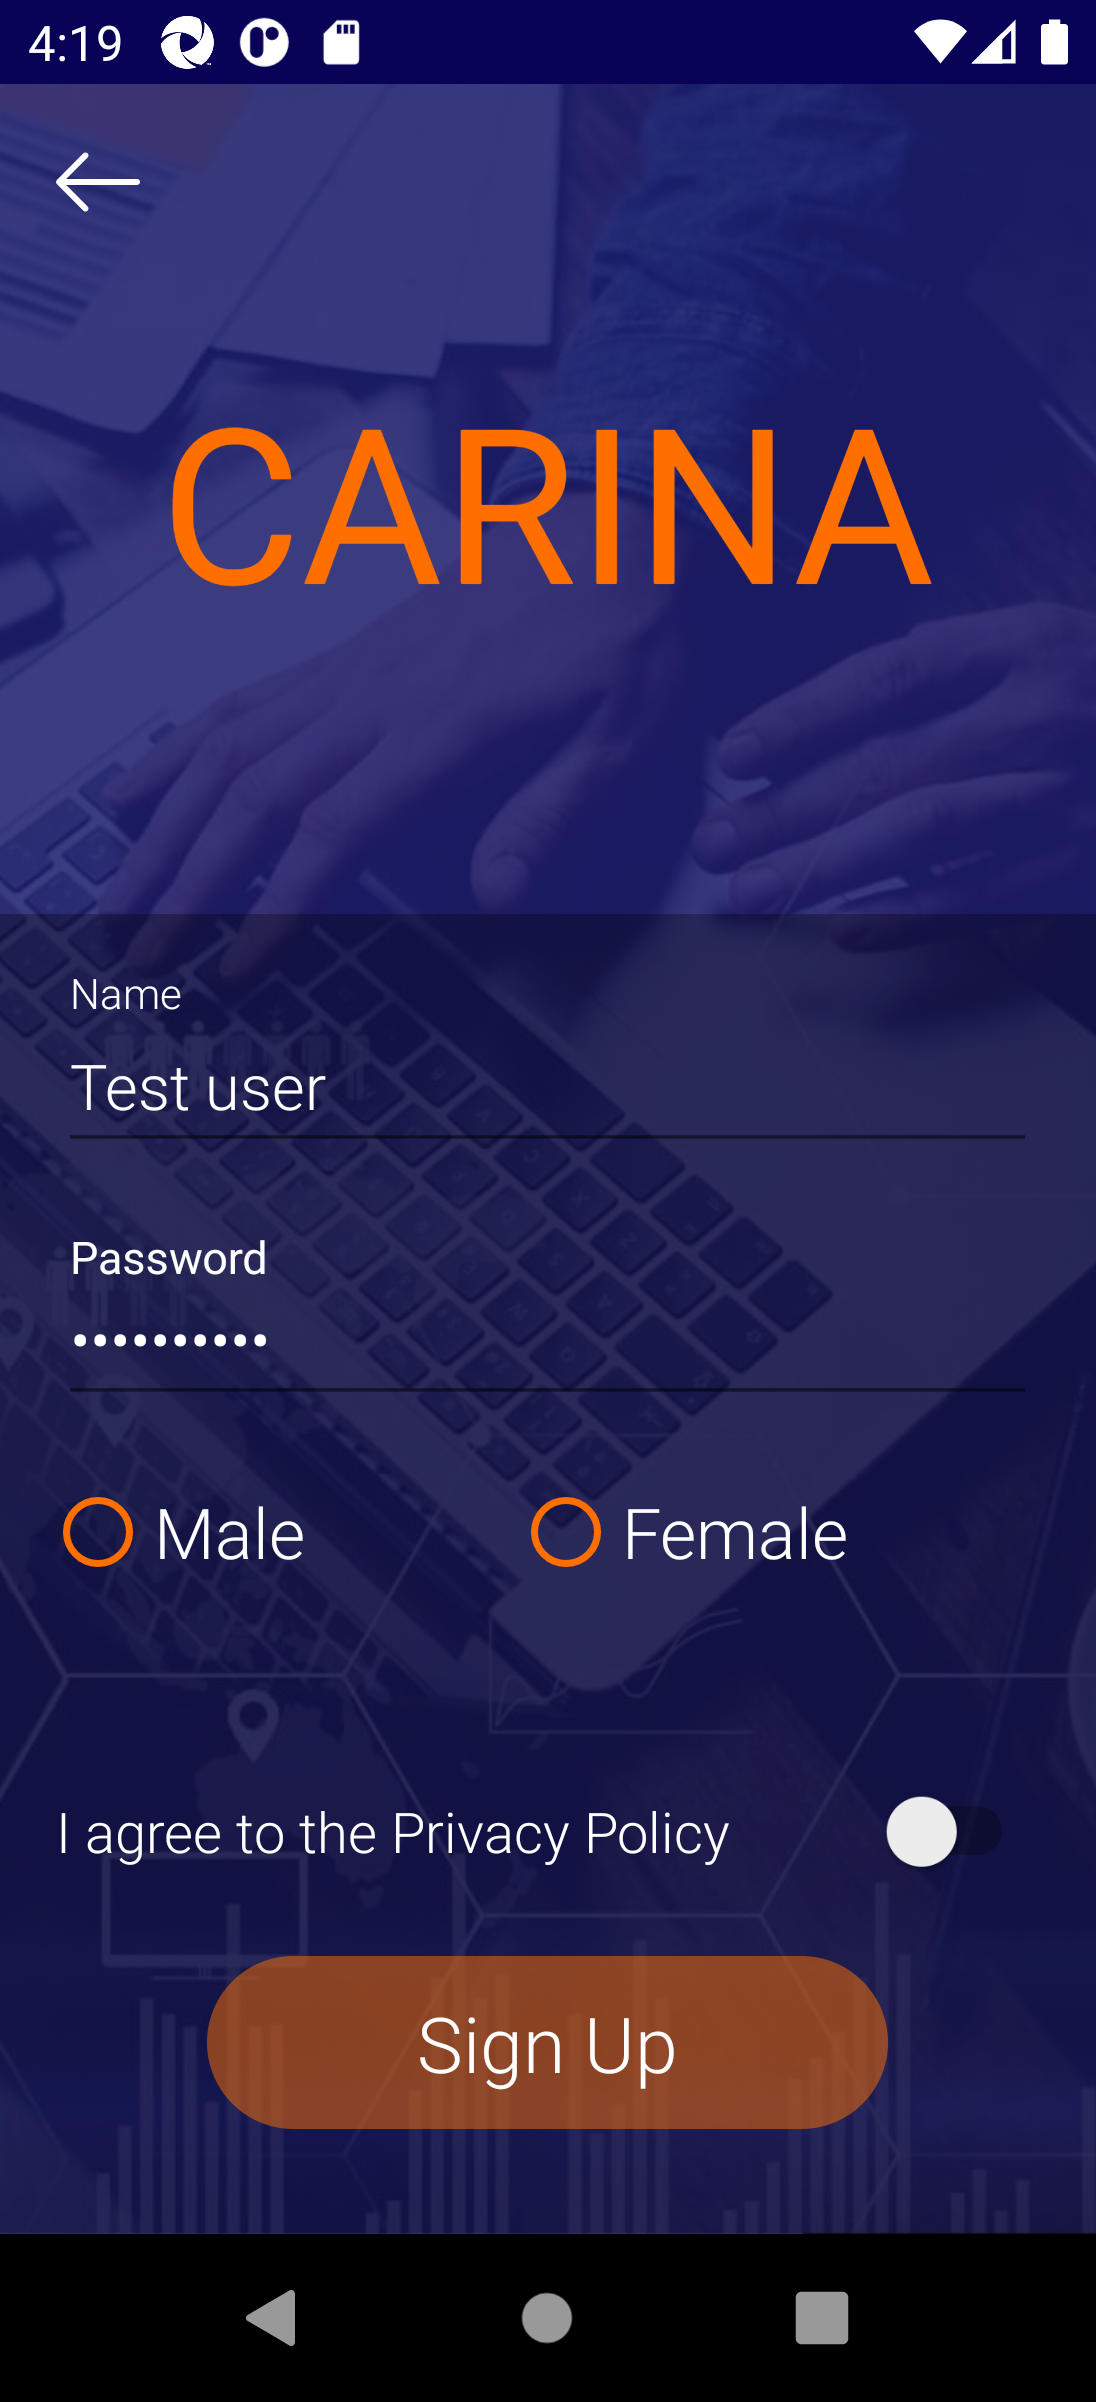 4:19
CARINA
Name
Test user
Password
••••••••••
Male
Female
I agree to the Privacy Policy
Sign Up